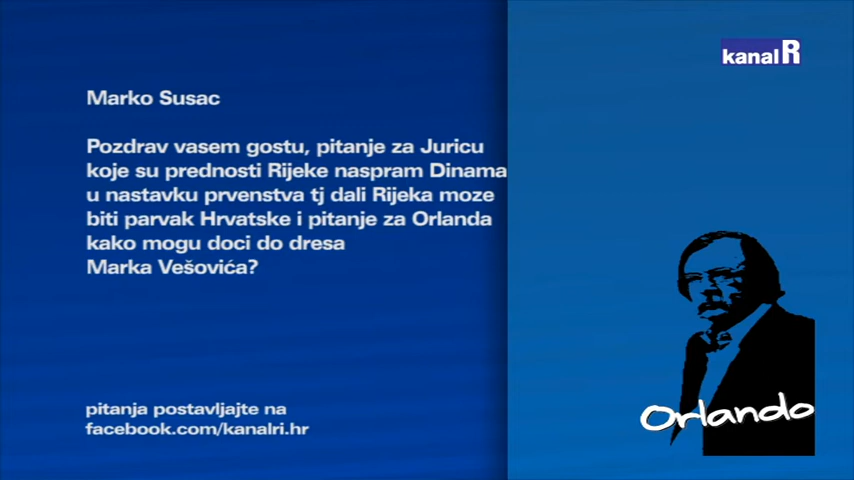 kanal R
Marko Susac
Pozdrav vasem gostu, pitanje za Juricu
koje su prednosti Rijeke naspram Dinama
u nastavku prvenstva tj dali Rijeka moze
biti parvak Hrvatske i pitanje za Orlanda
kako mogu doci do dresa
Marka Vešovića?
pitanja postavljajte na
facebook.com/kanalri.hr
Orlando